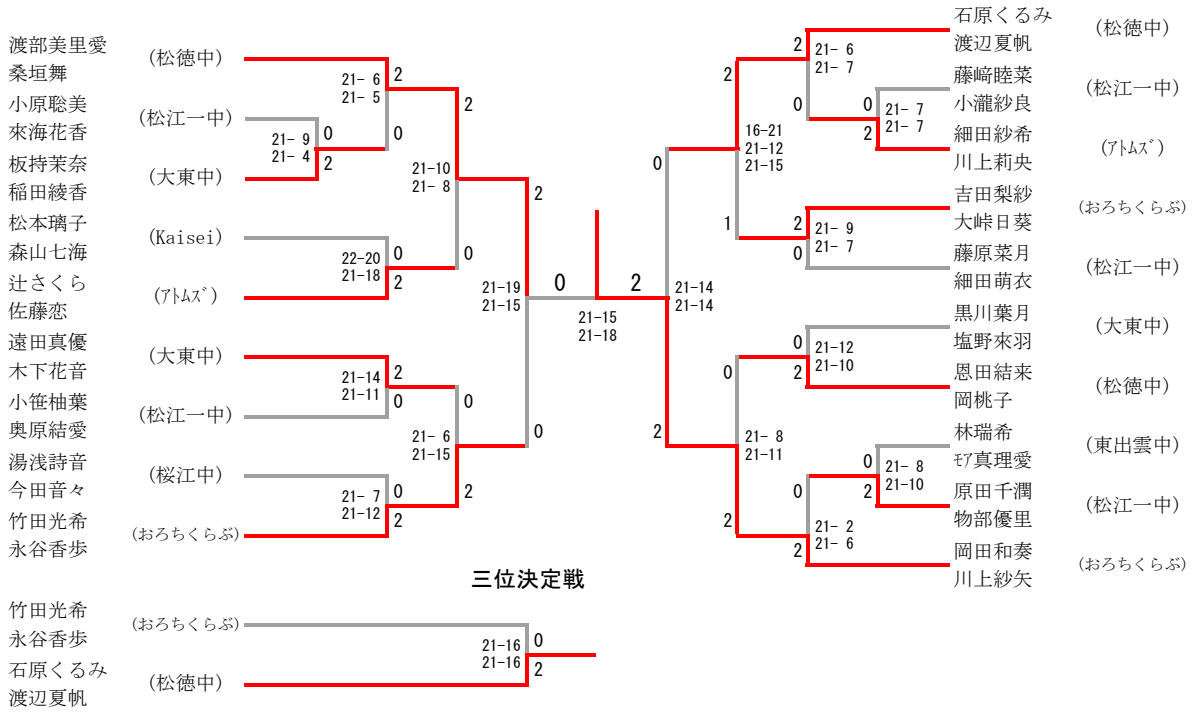 渡部美里愛
桑垣舞
(松徳中)
小原聡美
來海花香
(松江一中)
板持茉奈
稲田綾香
(大東中)
松本璃子
森山七海
(Kaisei)
辻さくら
佐藤恋
(ｱﾄﾑｽﾞ)
遠田真優
木下花音
(大東中)
小笹柚葉
奥原結愛
(松江一中)
湯浅詩音
今田音々
(桜江中)
竹田光希
永谷香歩
(おろちくらぶ)
21- 6
21- 5
2
0
21- 9
21- 4
0
2
21-10
21- 8
2
0
22-20
21-18
0
2
21-19
21-15
2
0
21-14
21-11
2
0
21- 6
21-15
0
2
21- 7
21-12
0
2
0
2
21-15
21-18
石原くるみ
渡辺夏帆
(松徳中)
藤﨑睦菜
小瀧紗良
(松江一中)
細田紗希
川上莉央
(ｱﾄﾑｽﾞ)
吉田梨紗
大峠日葵
(おろちくらぶ)
藤原菜月
細田萌衣
(松江一中)
黒川葉月
塩野來羽
(大東中)
恩田結来
岡桃子
(松徳中)
林瑞希
ﾓｱ真理愛
(東出雲中)
原田千潤
物部優里
(松江一中)
岡田和奏
川上紗矢
(おろちくらぶ)
2
21- 6
21- 7
0
0
21- 7
21- 7
2
2
16-21
21-12
21-15
1
2
21- 9
21- 7
0
0
21-14
21-14
2
0
21-12
21-10
2
0
21- 8
21-11
2
0
21- 8
21-10
2
0
21- 2
21- 6
2
三位決定戦
竹田光希
永谷香歩
(おろちくらぶ)
石原くるみ
渡辺夏帆
(松徳中)
21-16
21-16
0
2